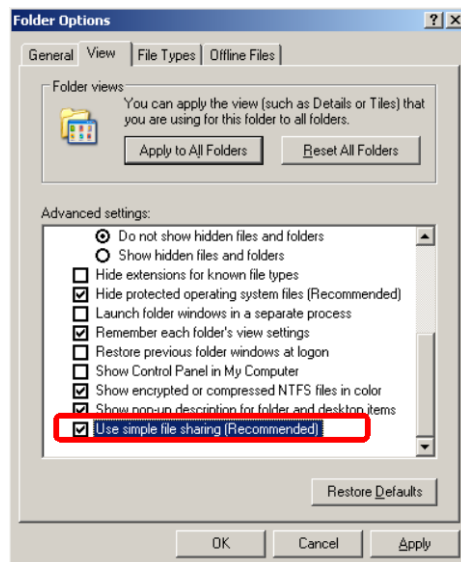 Folder Options
General View File Types Offline Files
Folder views
You can apply the view (such as Details or Tiles) that
you are using for this folder to all folders.
Apply to All Folders Reset All Folders
Advanced settings:
Do not show hidden files and folders
Show hidden files and folders
Hide extensions for known file types
Hide protected operating system files (Recommended)
Launch folder windows in a separate process
Remember each folder's view settings
Restore previous folder windows at logon
Show Control Panel in My Computer
Show encrypted or compressed NTFS files in color
Show pop-up description for folder and desktop items
Use simple file sharing (Recommended)
Restore Defaults
OK Cancel Apply